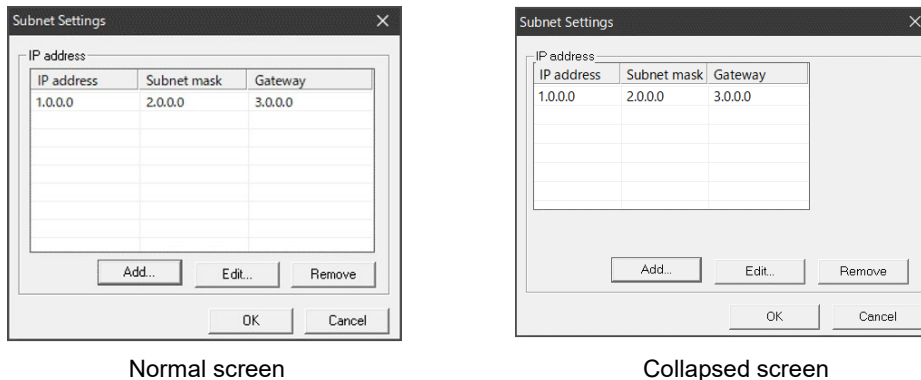 Subnet Settings
IP address
IP address Subnet mask Gateway
1.0.0.0 2.0.0.0 3.0.0.0
Add... Edit... Remove
OK Cancel
Normal screen
Subnet Settings
IP address
IP address Subnet mask Gateway
1.0.0.0 2.0.0.0 3.0.0.0
Add... Edit... Remove
OK Cancel
Collapsed screen